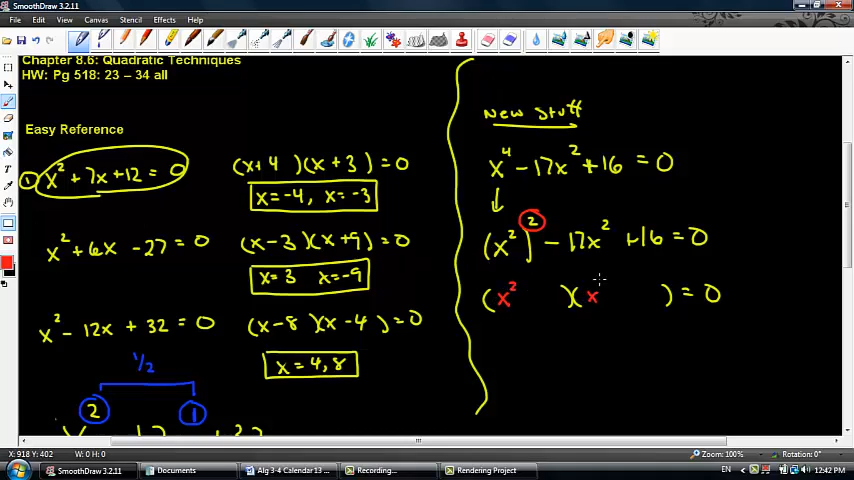 SmoothDraw 3.2.11
File Edit View Canvas Stencil Effects Help
Chapter 8.6: Quadratic Techniques
HW: Pg 518: 23 – 34 all
Easy Reference
1 x² + 7x + 12 = 0 (x+4)(x+3) = 0
x = -4, x = -3
x² + 6x - 27 = 0 (x-3)(x+9) = 0
x = 3 x = -9
x² - 12x + 32 = 0 (x-8)(x-4) = 0
x = 4, 8
1/2
2 1
New Stuff
x⁴ - 17x² + 16 = 0
(x²)² - 17x² + 16 = 0
(x² )(x ) = 0
X: 918 Y: 402 W: 0 H: 0 Zoom: 100% Rotation: 0°
SmoothDraw 3.2.11 Documents Alg 3-4 Calendar 13 ... Recording... Rendering Project EN 12:42 PM